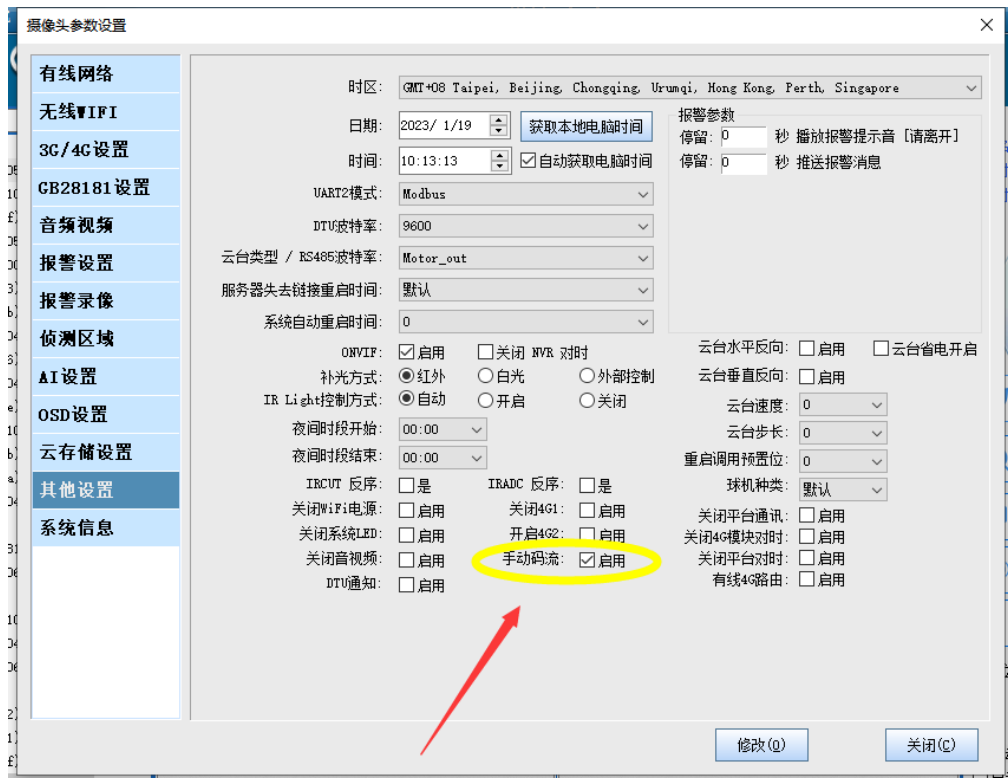 摄像头参数设置
有线网络
无线WIFI
3G/4G设置
GB28181设置
音频视频
报警设置
报警录像
侦测区域
AI设置
OSD设置
云存储设置
其他设置
系统信息
时区: GMT+08 Taipei, Beijing, Chongqing, Urumqi, Hong Kong, Perth, Singapore
日期: 2023/ 1/19 获取本地电脑时间
时间: 10:13:13 自动获取电脑时间
UART2模式: Modbus
DTU波特率: 9600
云台类型 / RS485波特率: Motor_out
服务器失去链接重启时间: 默认
系统自动重启时间: 0
报警参数
停留: 0 秒 播放报警提示音 [请离开]
停留: 0 秒 推送报警消息
ONVIF: 启用 关闭 NVR 对时
补光方式: 红外 白光 外部控制
IR Light控制方式: 自动 开启 关闭
夜间时段开始: 00:00
夜间时段结束: 00:00
IRCUT 反序: 是 IRADC 反序: 是
关闭WiFi电源: 启用 关闭4G1: 启用
关闭系统LED: 启用 开启4G2: 启用
关闭音视频: 启用 手动码流: 启用
DTU通知: 启用
云台水平反向: 启用 云台省电开启
云台垂直反向: 启用
云台速度: 0
云台步长: 0
重启调用预置位: 0
球机种类: 默认
关闭平台通讯: 启用
关闭4G模块对时: 启用
关闭平台对时: 启用
有线4G路由: 启用
修改(O)
关闭(C)